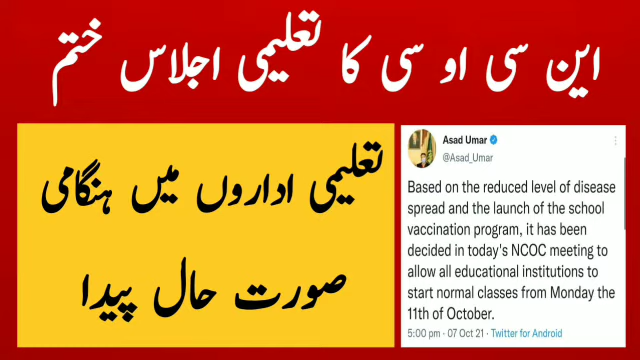 این سی او سی کا تعلیمی اجلاس ختم
تعلیمی اداروں میں ہنگامی
صورت حال پیدا
Asad Umar
@Asad_Umar
Based on the reduced level of disease
spread and the launch of the school
vaccination program, it has been
decided in today's NCOC meeting to
allow all educational institutions to
start normal classes from Monday the
11th of October.
5:00 pm · 07 Oct 21 · Twitter for Android